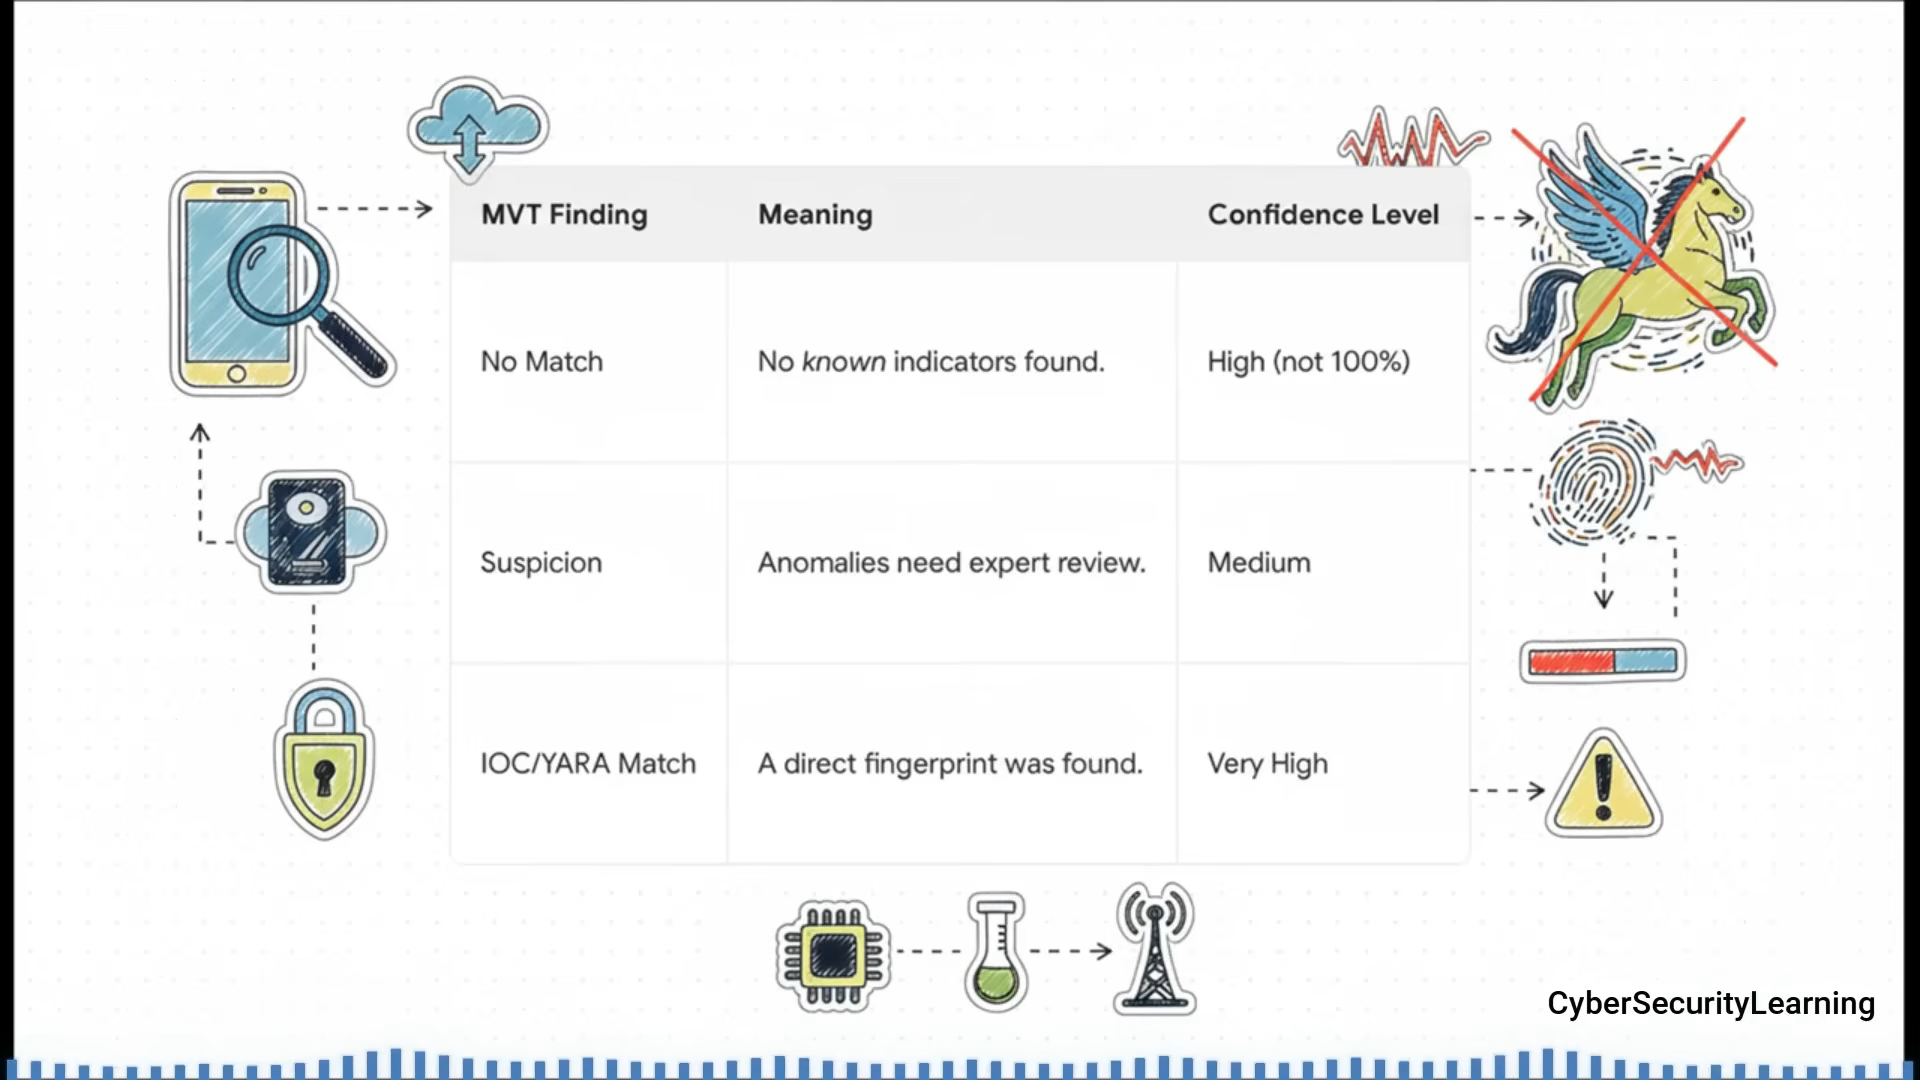 MVT Finding Meaning Confidence Level
No Match No known indicators found. High (not 100%)
Suspicion Anomalies need expert review. Medium
IOC/YARA Match A direct fingerprint was found. Very High
CyberSecurityLearning